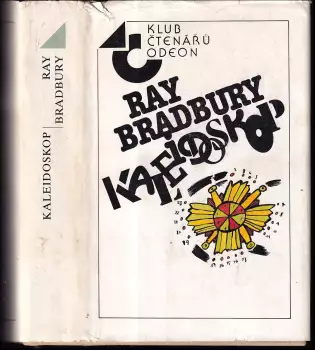 KALEIDOSKOP
RAY
BRADBURY
KLUB
ČTENÁŘŮ
ODEON
RAY
BRADBURY
KALEIDOSKOP